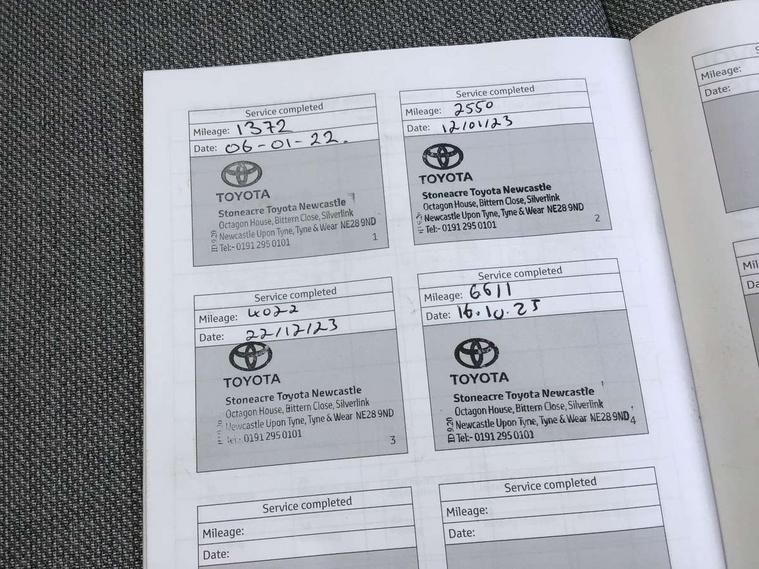 Service completed
Mileage: 1372
Date: 06-01-22.
TOYOTA
Stoneacre Toyota Newcastle
Octagon House, Bittern Close, Silverlink
Newcastle Upon Tyne, Tyne & Wear NE28 9ND
Tel:- 0191 295 0101
1
Service completed
Mileage: 2550
Date: 12/01/23
TOYOTA
Stoneacre Toyota Newcastle
Octagon House, Bittern Close, Silverlink
Newcastle Upon Tyne, Tyne & Wear NE28 9ND
Tel:- 0191 295 0101
2
Service completed
Mileage: 4022
Date: 22/12/23
TOYOTA
Stoneacre Toyota Newcastle
Octagon House, Bittern Close, Silverlink
Newcastle Upon Tyne, Tyne & Wear NE28 9ND
Tel:- 0191 295 0101
3
Service completed
Mileage: 6611
Date: 16.10.25
TOYOTA
Stoneacre Toyota Newcastle
Octagon House, Bittern Close, Silverlink
Newcastle Upon Tyne, Tyne & Wear NE28 9ND
Tel:- 0191 295 0101
4
Service completed
Mileage:
Date:
Service completed
Mileage:
Date:
Mileage:
Date: